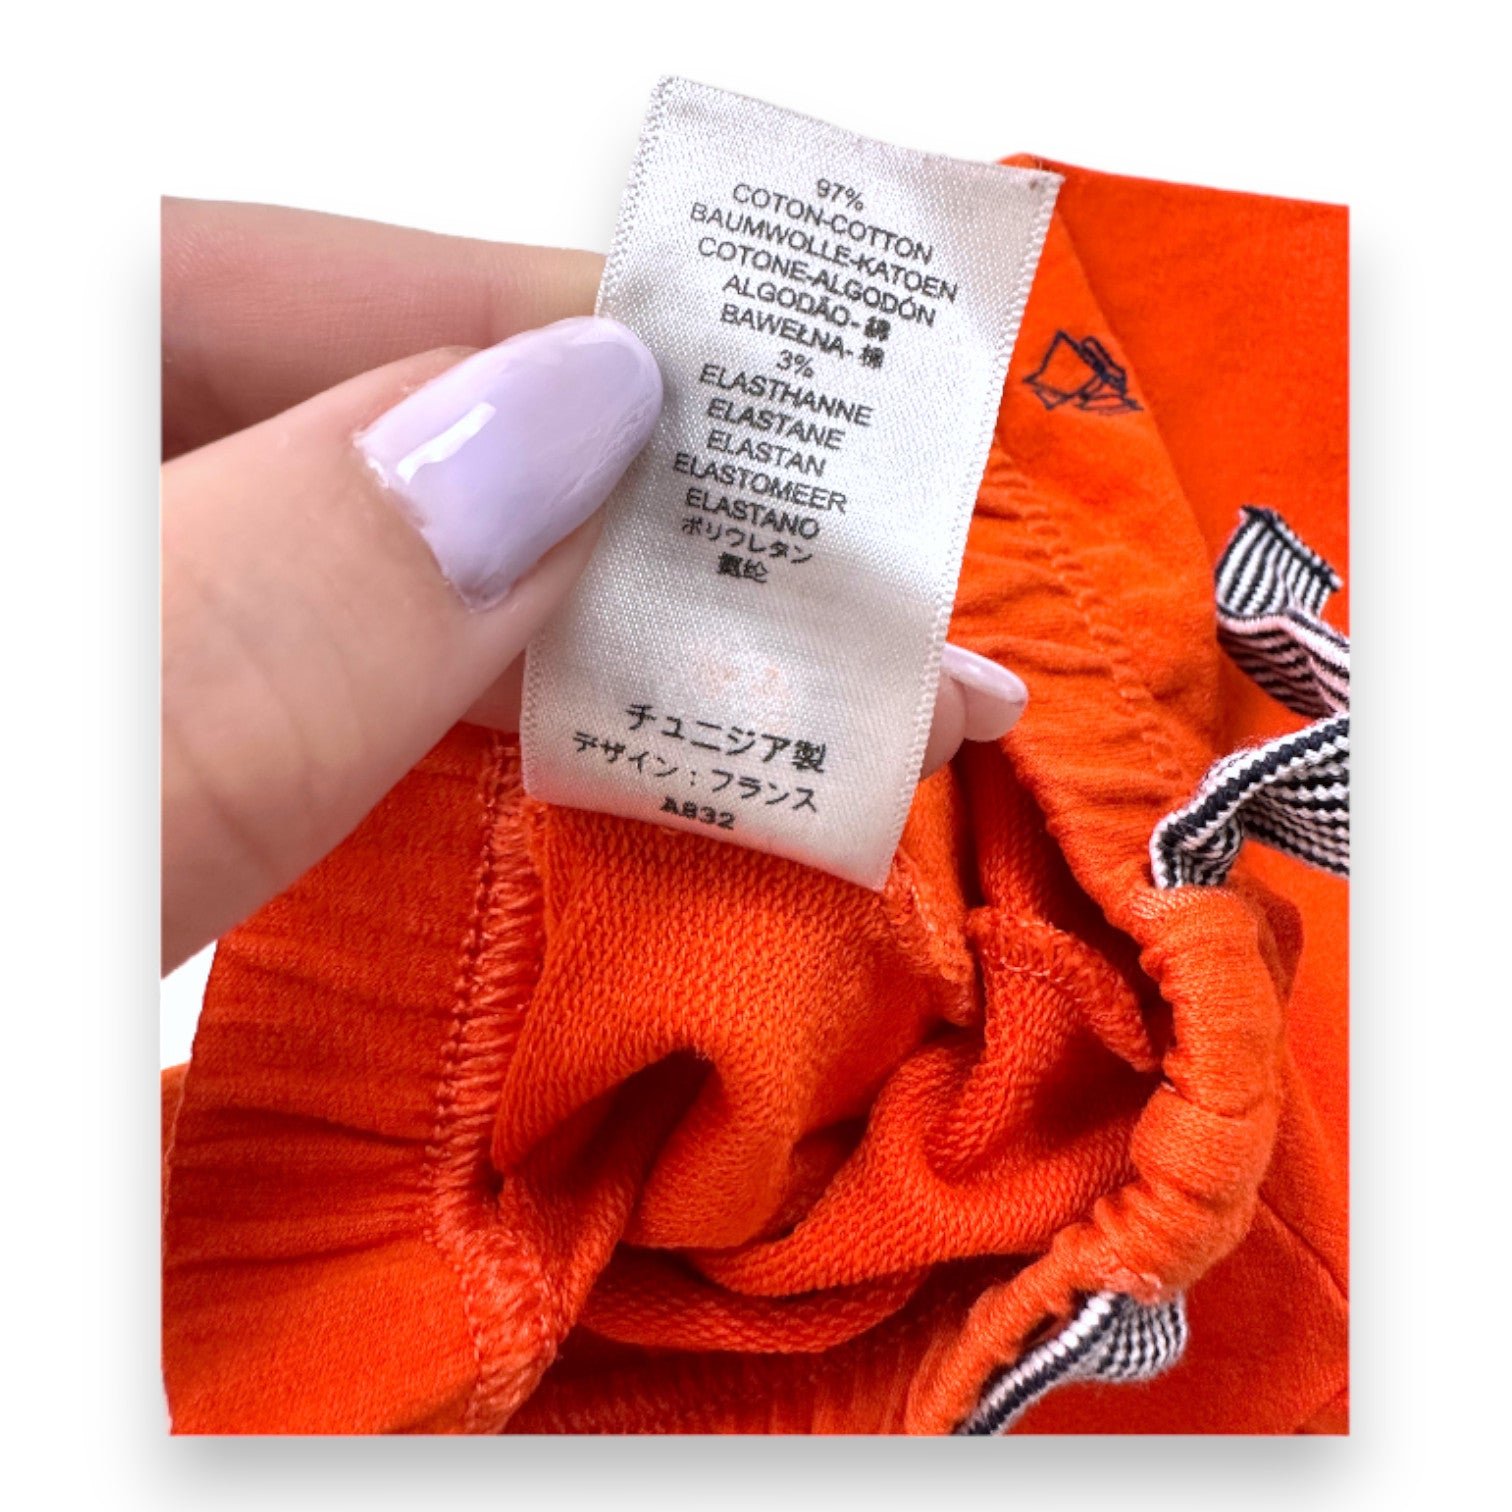 97%
COTON-COTTON
BAUMWOLLE-KATOEN
COTONE-ALGODÓN
ALGODÃO-綿
BAWEŁNA-棉
3%
ELASTHANNE
ELASTANE
ELASTAN
ELASTOMEER
ELASTANO
ポリウレタン
氨纶
チュニジア製
デザイン：フランス
A832